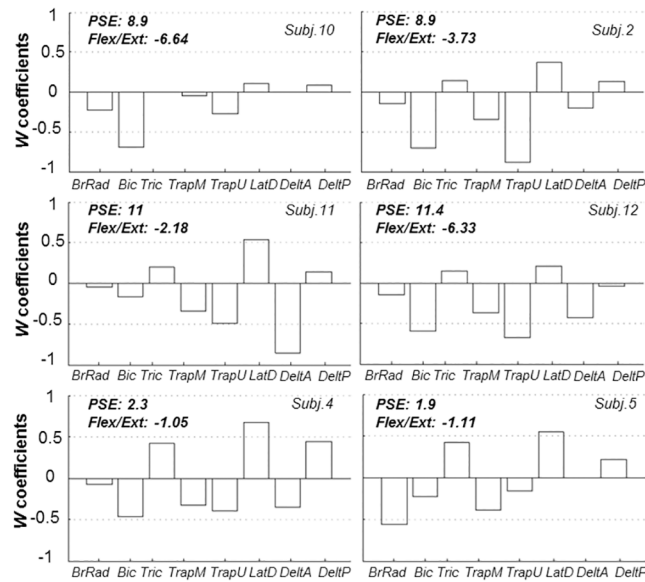 PSE: 8.9
Flex/Ext: -6.64
Subj.10
W coefficients
1
0.5
0
-0.5
-1
BrRad Bic Tric TrapM TrapU LatD DeltA DeltP
PSE: 8.9
Flex/Ext: -3.73
Subj.2
BrRad Bic Tric TrapM TrapU LatD DeltA DeltP
PSE: 11
Flex/Ext: -2.18
Subj.11
W coefficients
1
0.5
0
-0.5
-1
BrRad Bic Tric TrapM TrapU LatD DeltA DeltP
PSE: 11.4
Flex/Ext: -6.33
Subj.12
BrRad Bic Tric TrapM TrapU LatD DeltA DeltP
PSE: 2.3
Flex/Ext: -1.05
Subj.4
W coefficients
1
0.5
0
-0.5
-1
BrRad Bic Tric TrapM TrapU LatD DeltA DeltP
PSE: 1.9
Flex/Ext: -1.11
Subj.5
BrRad Bic Tric TrapM TrapU LatD DeltA DeltP